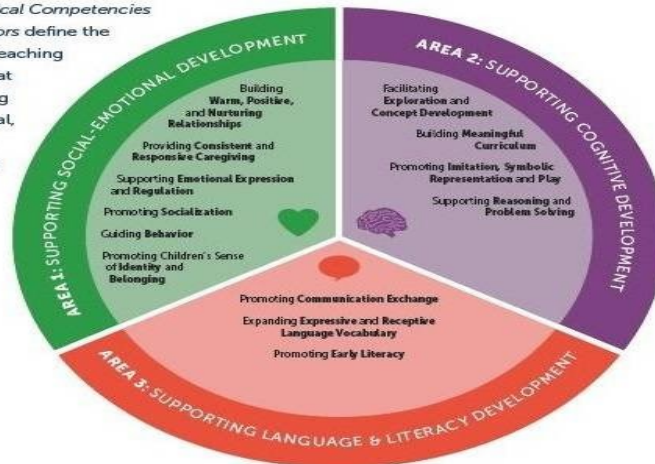 ical Competencies
ors define the
eaching
at
g
al,
AREA 1: SUPPORTING SOCIAL-EMOTIONAL DEVELOPMENT
Building
Warm, Positive,
and Nurturing
Relationships
Providing Consistent and
Responsive Caregiving
Supporting Emotional Expression
and Regulation
Promoting Socialization
Guiding Behavior
Promoting Children's Sense
of Identity and
Belonging
AREA 2: SUPPORTING COGNITIVE DEVELOPMENT
Facilitating
Exploration and
Concept Development
Building Meaningful
Curriculum
Promoting Imitation, Symbolic
Representation and Play
Supporting Reasoning and
Problem Solving
Promoting Communication Exchange
Expanding Expressive and Receptive
Language Vocabulary
Promoting Early Literacy
AREA 3: SUPPORTING LANGUAGE & LITERACY DEVELOPMENT